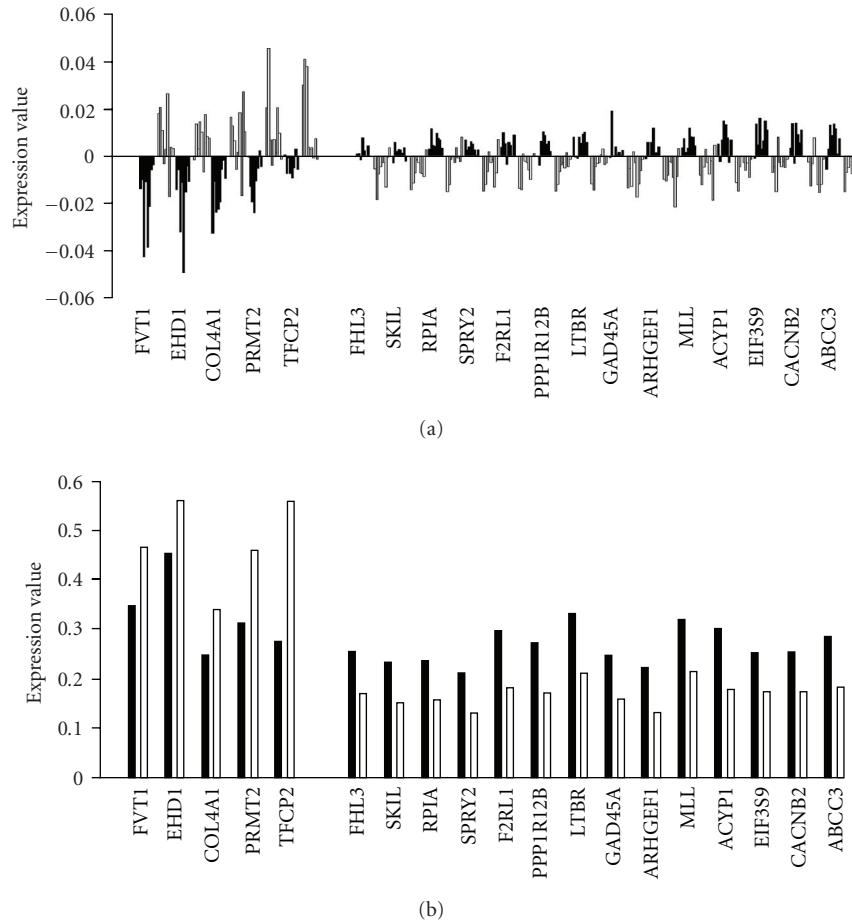 0.06
0.04
0.02
0
−0.02
−0.04
−0.06
Expression value
FVT1
EHD1
COL4A1
PRMT2
TFCP2
FHL3
SKIL
RPIA
SPRY2
F2RL1
PPP1R12B
LTBR
GAD45A
ARHGEF1
MLL
ACYP1
EIF3S9
CACNB2
ABCC3
(a)
0.6
0.5
0.4
0.3
0.2
0.1
0
Expression value
FVT1
EHD1
COL4A1
PRMT2
TFCP2
FHL3
SKIL
RPIA
SPRY2
F2RL1
PPP1R12B
LTBR
GAD45A
ARHGEF1
MLL
ACYP1
EIF3S9
CACNB2
ABCC3
(b)